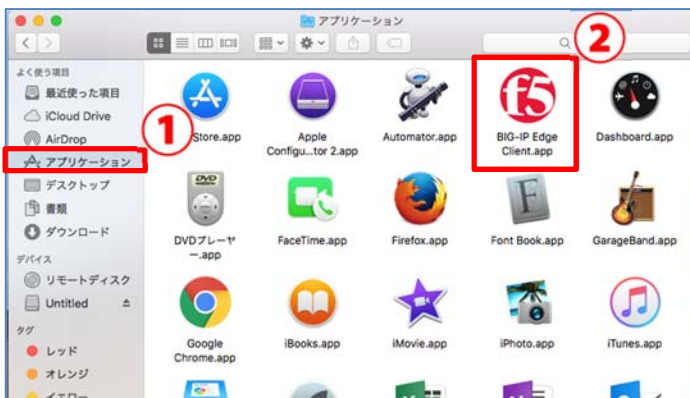 アプリケーション
よく使う項目
最近使った項目
iCloud Drive
AirDrop
アプリケーション
デスクトップ
書類
ダウンロード
デバイス
リモートディスク
Untitled
タグ
レッド
オレンジ
イエロー
1
2
Store.app
Apple
Configu...tor 2.app
Automator.app
f5
BIG-IP Edge
Client.app
Dashboard.app
DVD
DVDプレーヤ
ー.app
FaceTime.app
Firefox.app
F
Font Book.app
GarageBand.app
Google
Chrome.app
iBooks.app
iMovie.app
iPhoto.app
iTunes.app